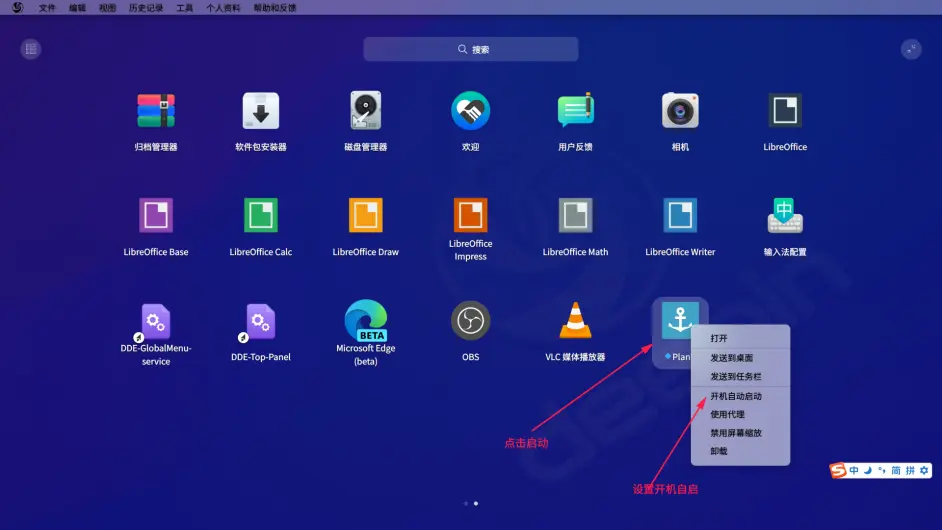 文件 编辑 视图 历史记录 工具 个人资料 帮助和反馈
搜索
归档管理器
软件包安装器
磁盘管理器
欢迎
用户反馈
相机
LibreOffice
LibreOffice Base
LibreOffice Calc
LibreOffice Draw
LibreOffice
Impress
LibreOffice Math
LibreOffice Writer
中
输入法配置
DDE-GlobalMenu-
service
DDE-Top-Panel
BETA
Microsoft Edge
(beta)
OBS
VLC 媒体播放器
Plan
打开
发送到桌面
发送到任务栏
开机自动启动
使用代理
禁用屏幕缩放
卸载
点击启动
设置开机自启
deepin
S 中 简 拼